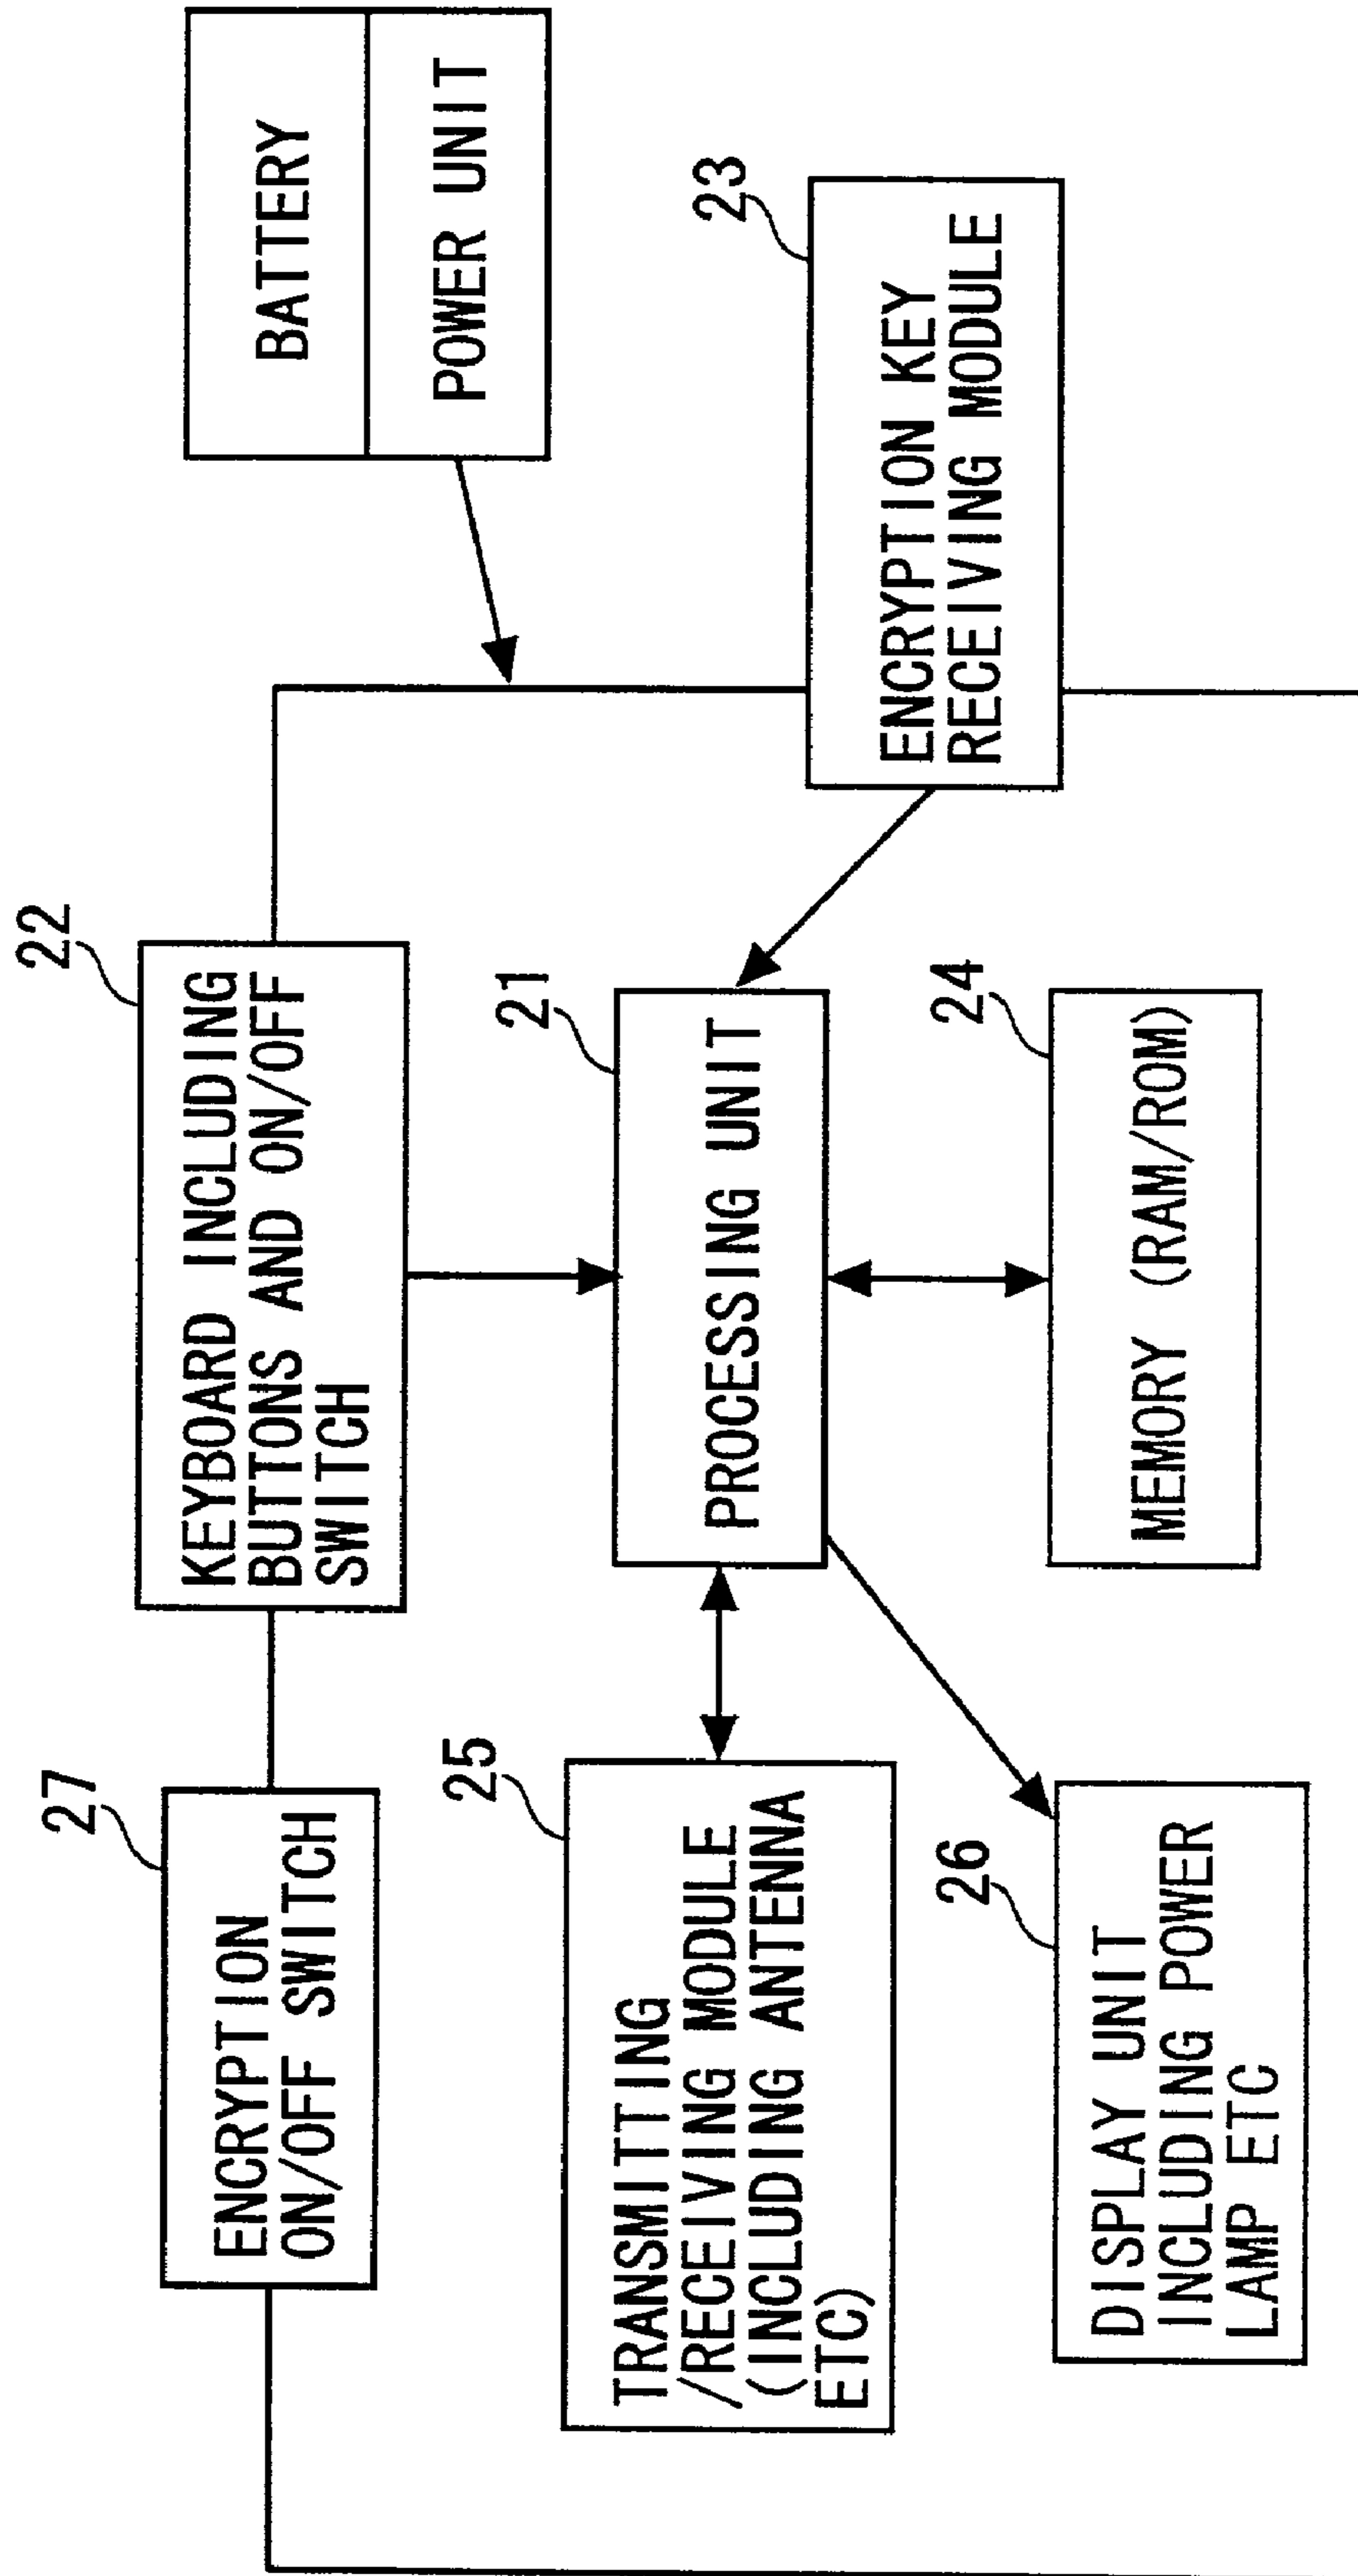 27
ENCRYPTION
ON/OFF SWITCH
22
KEYBOARD INCLUDING
BUTTONS AND ON/OFF
SWITCH
BATTERY
POWER UNIT
25
TRANSMITTING
/RECEIVING MODULE
(INCLUDING ANTENNA
ETC)
21
PROCESSING UNIT
23
ENCRYPTION KEY
RECEIVING MODULE
26
DISPLAY UNIT
INCLUDING POWER
LAMP ETC
24
MEMORY (RAM/ROM)